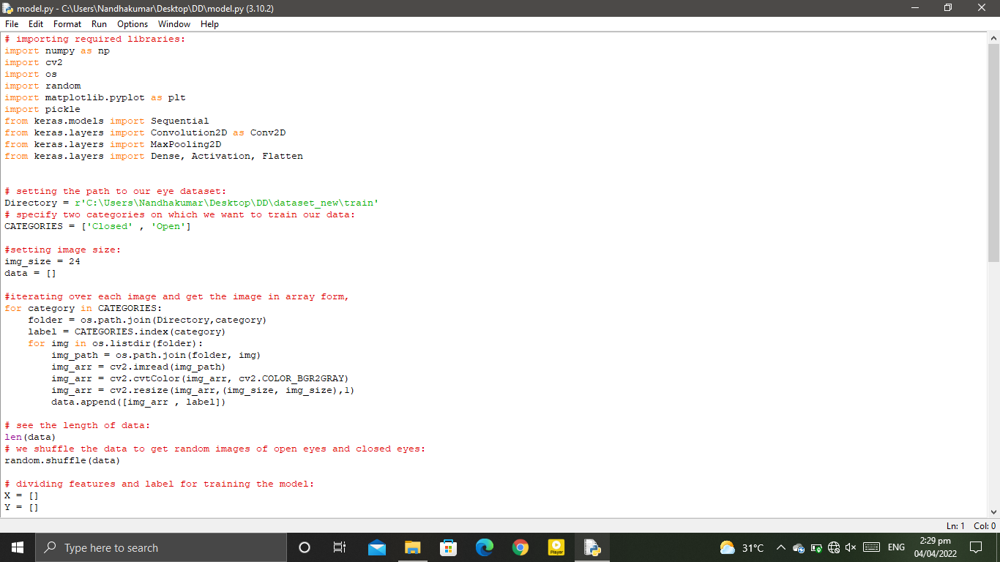 model.py - C:\Users\Nandhakumar\Desktop\DD\model.py (3.10.2)
File Edit Format Run Options Window Help
# importing required libraries:
import numpy as np
import cv2
import os
import random
import matplotlib.pyplot as plt
import pickle
from keras.models import Sequential
from keras.layers import Convolution2D as Conv2D
from keras.layers import MaxPooling2D
from keras.layers import Dense, Activation, Flatten
# setting the path to our eye dataset:
Directory = r'C:\Users\Nandhakumar\Desktop\DD\dataset_new\train'
# specify two categories on which we want to train our data:
CATEGORIES = ['Closed' , 'Open']
#setting image size:
img_size = 24
data = []
#iterating over each image and get the image in array form,
for category in CATEGORIES:
    folder = os.path.join(Directory,category)
    label = CATEGORIES.index(category)
    for img in os.listdir(folder):
        img_path = os.path.join(folder, img)
        img_arr = cv2.imread(img_path)
        img_arr = cv2.cvtColor(img_arr, cv2.COLOR_BGR2GRAY)
        img_arr = cv2.resize(img_arr,(img_size, img_size),1)
        data.append([img_arr , label])
# see the length of data:
len(data)
# we shuffle the data to get random images of open eyes and closed eyes:
random.shuffle(data)
# dividing features and label for training the model:
X = []
Y = []
Ln: 1 Col: 0
Type here to search
Player
31°C
ENG
2:29 pm
04/04/2022